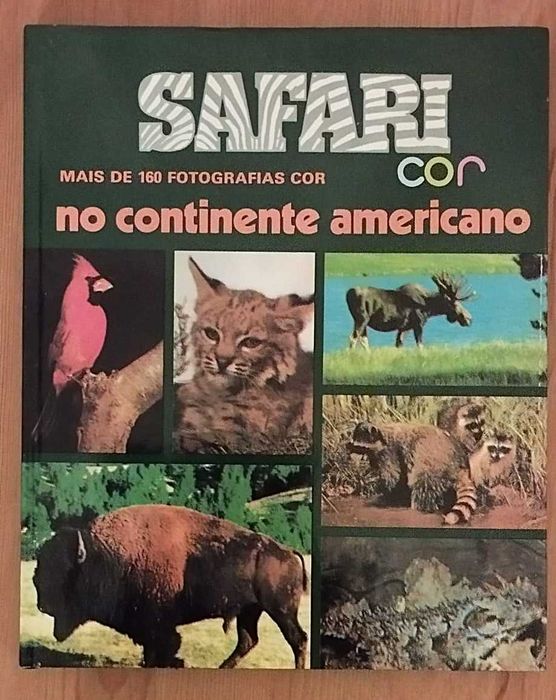 SAFARI
cor
MAIS DE 160 FOTOGRAFIAS COR
no continente americano